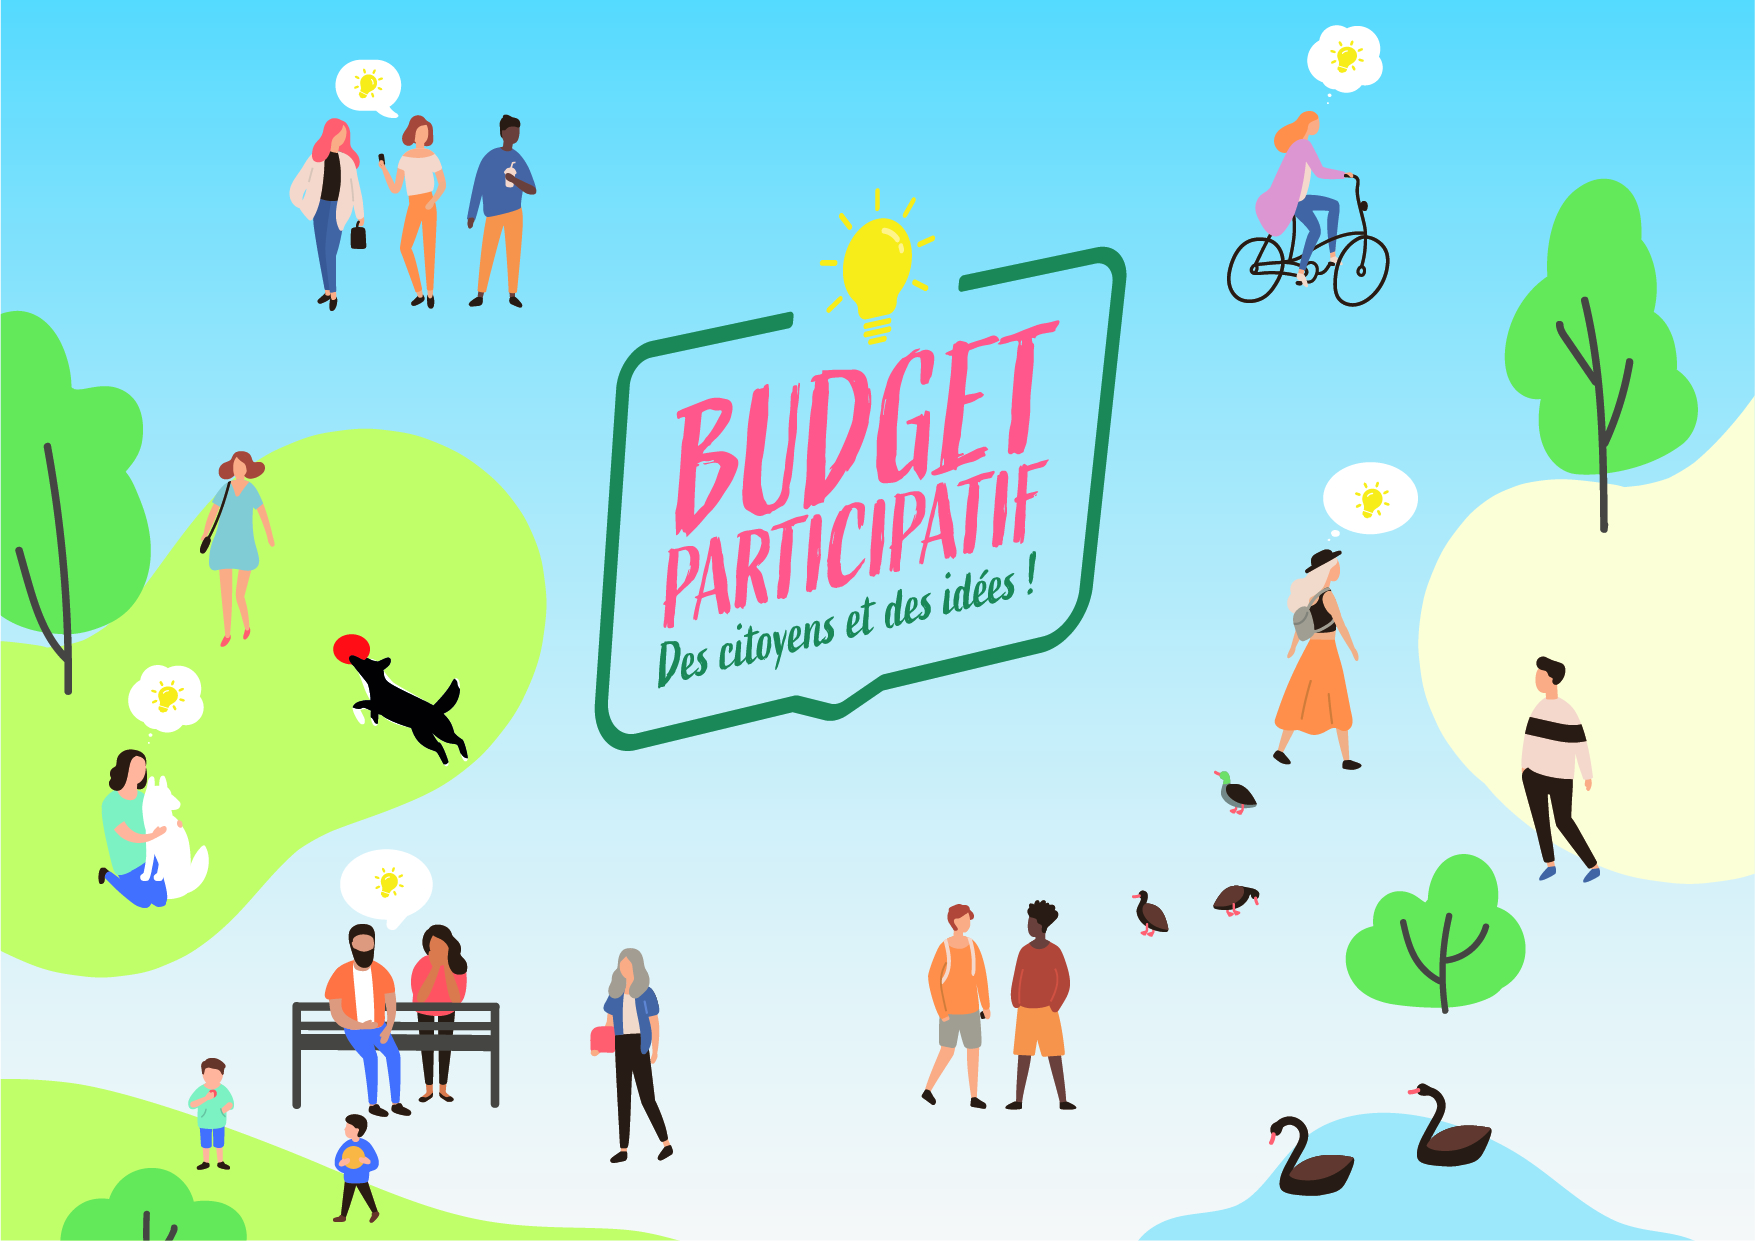 BUDGET
PARTICIPATIF
Des citoyens et des idées !